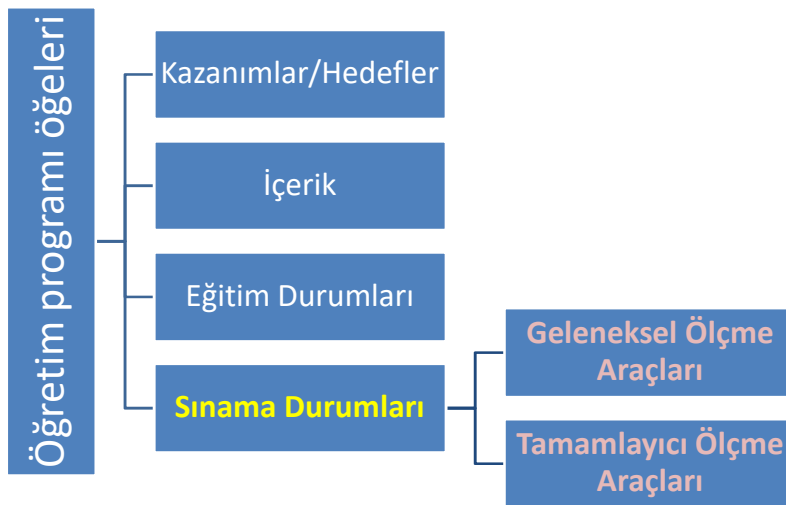 Öğretim programı öğeleri
Kazanımlar/Hedefler
İçerik
Eğitim Durumları
Sınama Durumları
Geleneksel Ölçme
Araçları
Tamamlayıcı Ölçme
Araçları